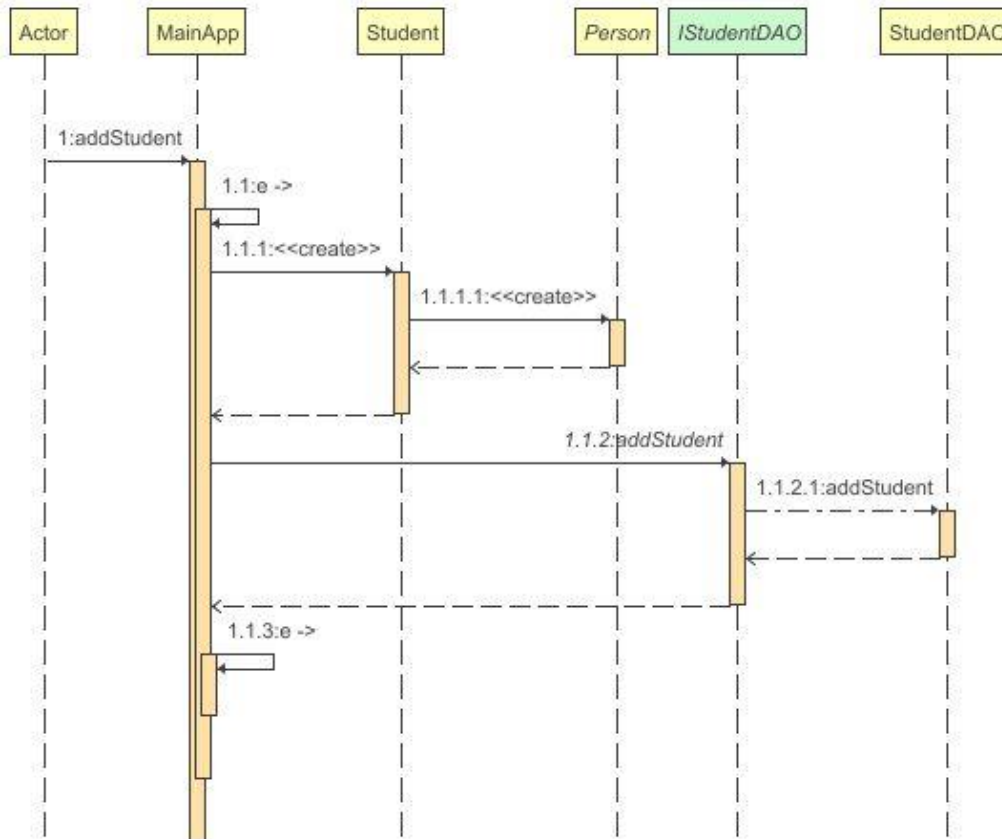 Actor
MainApp
Student
Person
IStudentDAO
StudentDAO
1:addStudent
1.1:e ->
1.1.1:<<create>>
1.1.1.1:<<create>>
1.1.2:addStudent
1.1.2.1:addStudent
1.1.3:e ->